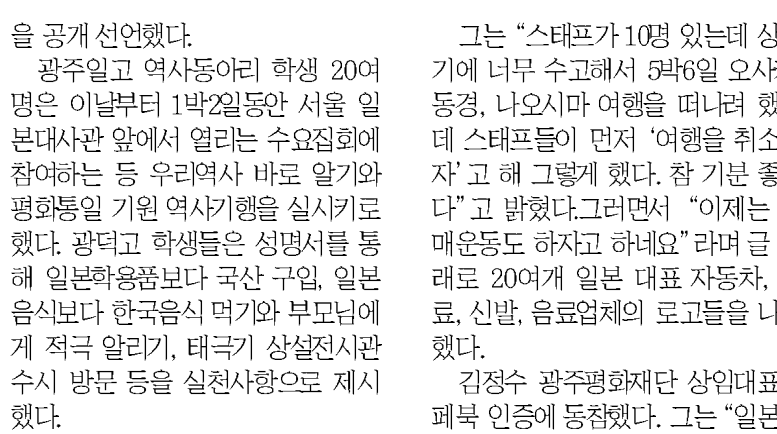 을 공개 선언했다.
광주일고 역사동아리 학생 20여
명은 이날부터 1박2일동안 서울 일
본대사관 앞에서 열리는 수요집회에
참여하는 등 우리역사 바로 알기와
평화통일 기원 역사기행을 실시키로
했다. 광덕고 학생들은 성명서를 통
해 일본학용품보다 국산 구입, 일본
음식보다 한국음식 먹기와 부모님에
게 적극 알리기, 태극기 상설전시관
수시 방문 등을 실천사항으로 제시
했다.
그는 “스태프가 10명 있는데 상
기에 너무 수고해서 5박6일 오사
동경, 나오시마 여행을 떠나려 했
데 스태프들이 먼저 ‘여행을 취소
자’고 해 그렇게 했다. 참 기분 좋
다”고 밝혔다.그러면서 “이제는
매운동도 하자고 하네요”라며 글
래로 20여개 일본 대표 자동차,
료, 신발, 음료업체의 로고들을 나
했다.
김정수 광주평화재단 상임대표
페북 인증에 동참했다. 그는 “일본